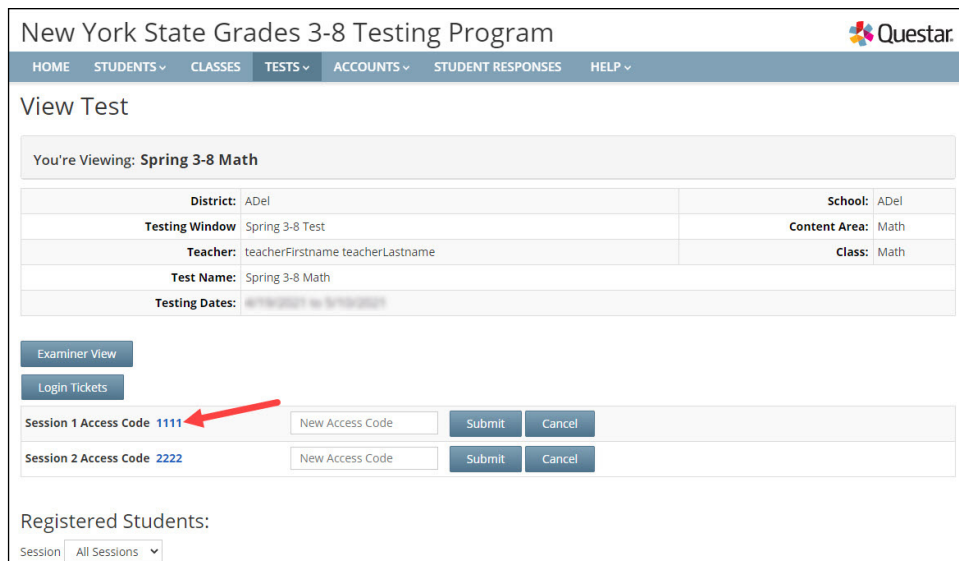 New York State Grades 3-8 Testing Program
Questar
HOME STUDENTS CLASSES TESTS ACCOUNTS STUDENT RESPONSES HELP
View Test
You're Viewing: Spring 3-8 Math
District: ADel School: ADel
Testing Window Spring 3-8 Test Content Area: Math
Teacher: teacherFirstname teacherLastname Class: Math
Test Name: Spring 3-8 Math
Testing Dates:
Examiner View
Login Tickets
Session 1 Access Code 1111 New Access Code Submit Cancel
Session 2 Access Code 2222 New Access Code Submit Cancel
Registered Students:
Session All Sessions